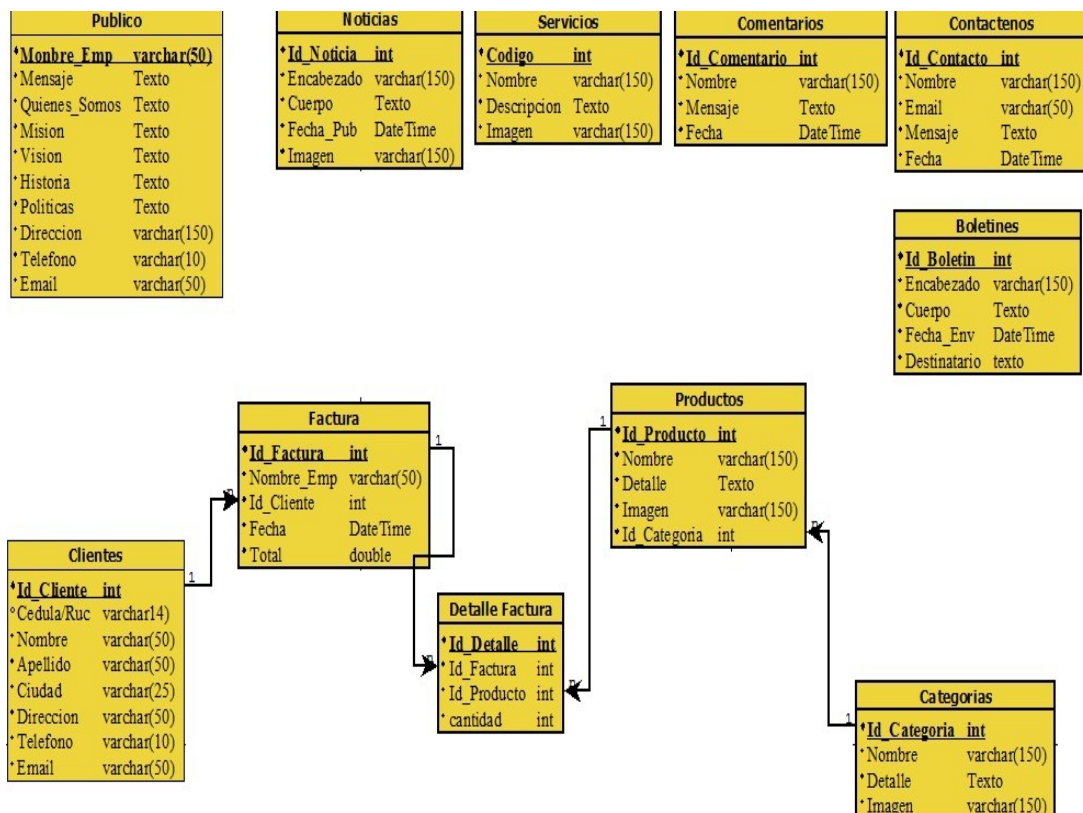 Publico
Monbre_Emp varchar(50)
Mensaje Texto
Quienes_Somos Texto
Mision Texto
Vision Texto
Historia Texto
Politicas Texto
Direccion varchar(150)
Telefono varchar(10)
Email varchar(50)
Noticias
Id_Noticia int
Encabezado varchar(150)
Cuerpo Texto
Fecha_Pub DateTime
Imagen varchar(150)
Servicios
Codigo int
Nombre varchar(150)
Descripcion Texto
Imagen varchar(150)
Comentarios
Id_Comentario int
Nombre varchar(150)
Mensaje Texto
Fecha DateTime
Contactenos
Id_Contacto int
Nombre varchar(150)
Email varchar(50)
Mensaje Texto
Fecha DateTime
Boletines
Id_Boletin int
Encabezado varchar(150)
Cuerpo Texto
Fecha_Env DateTime
Destinatario texto
Factura
Id_Factura int
Nombre_Emp varchar(50)
Id_Cliente int
Fecha DateTime
Total double
1
n
Productos
Id_Producto int
Nombre varchar(150)
Detalle Texto
Imagen varchar(150)
Id_Categoria int
1
n
Clientes
Id_Cliente int
Cedula/Ruc varchar14)
Nombre varchar(50)
Apellido varchar(50)
Ciudad varchar(25)
Direccion varchar(50)
Telefono varchar(10)
Email varchar(50)
1
Detalle Factura
Id_Detalle int
Id_Factura int
Id_Producto int
cantidad int
n
n
Categorias
Id_Categoria int
Nombre varchar(150)
Detalle Texto
Imagen varchar(150)
1